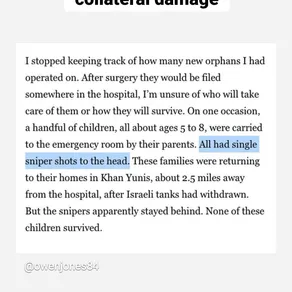 collateral damage
I stopped keeping track of how many new orphans I had
operated on. After surgery they would be filed
somewhere in the hospital, I'm unsure of who will take
care of them or how they will survive. On one occasion,
a handful of children, all about ages 5 to 8, were carried
to the emergency room by their parents. All had single
sniper shots to the head. These families were returning
to their homes in Khan Yunis, about 2.5 miles away
from the hospital, after Israeli tanks had withdrawn.
But the snipers apparently stayed behind. None of these
children survived.
@owenjones84